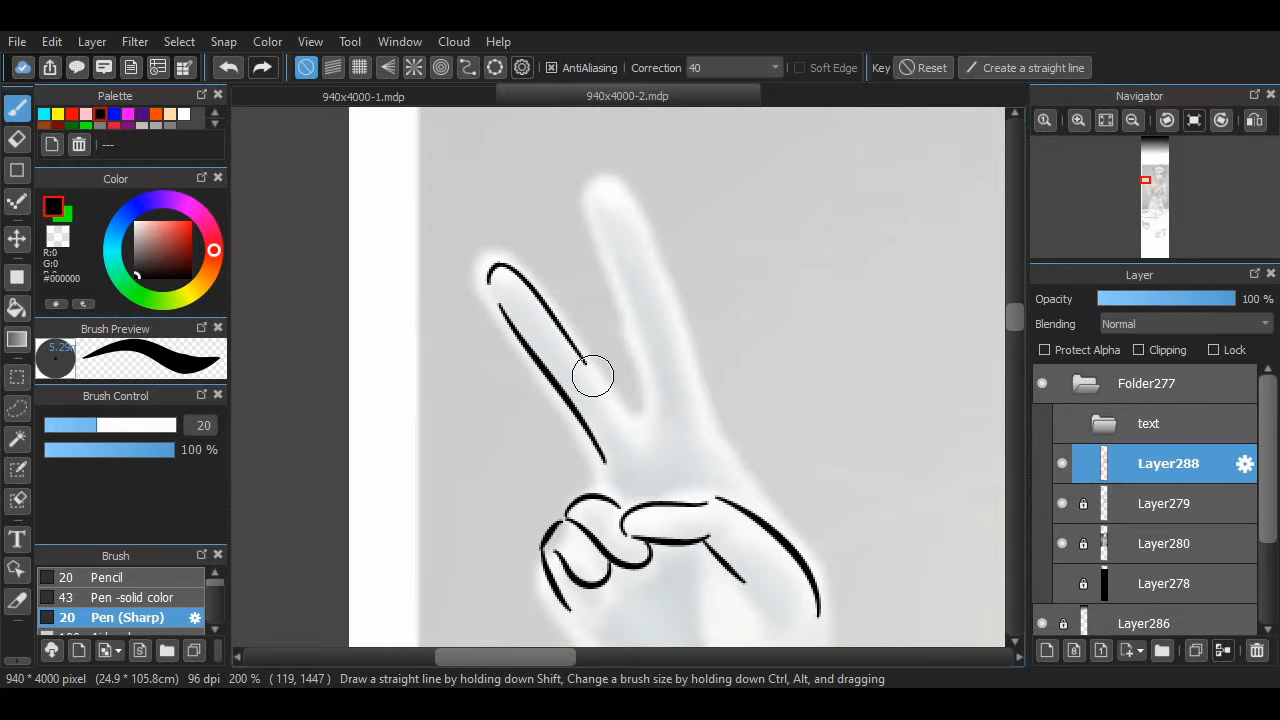 File Edit Layer Filter Select Snap Color View Tool Window Cloud Help
AntiAliasing Correction 40 Soft Edge Key Reset Create a straight line
Palette
---
Color
R:0
G:0
#000000
Brush Preview
5.29
Brush Control
20
100 %
Brush
20 Pencil
43 Pen -solid color
20 Pen (Sharp)
940x4000-1.mdp 940x4000-2.mdp
Navigator
Layer
Opacity 100 %
Blending Normal
Protect Alpha Clipping Lock
Folder277
text
Layer288
Layer279
Layer280
Layer278
Layer286
940 * 4000 pixel (24.9 * 105.8cm) 96 dpi 200 % ( 119, 1447 ) Draw a straight line by holding down Shift, Change a brush size by holding down Ctrl, Alt, and dragging